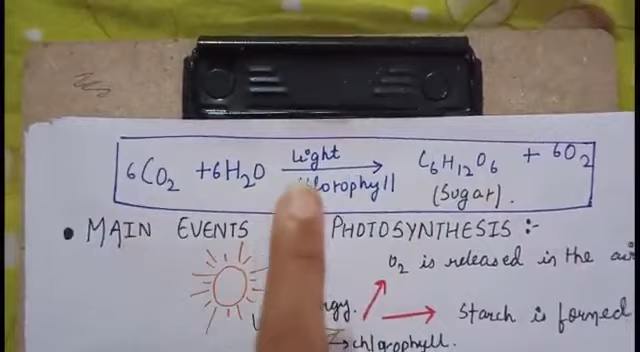 6CO₂ + 6H₂O Light → C₆H₁₂O₆ + 6O₂
(Sugar).
• MAIN EVENTS PHOTOSYNTHESIS :-
O₂ is released in the
Starch is formed
→ chlorophyll.